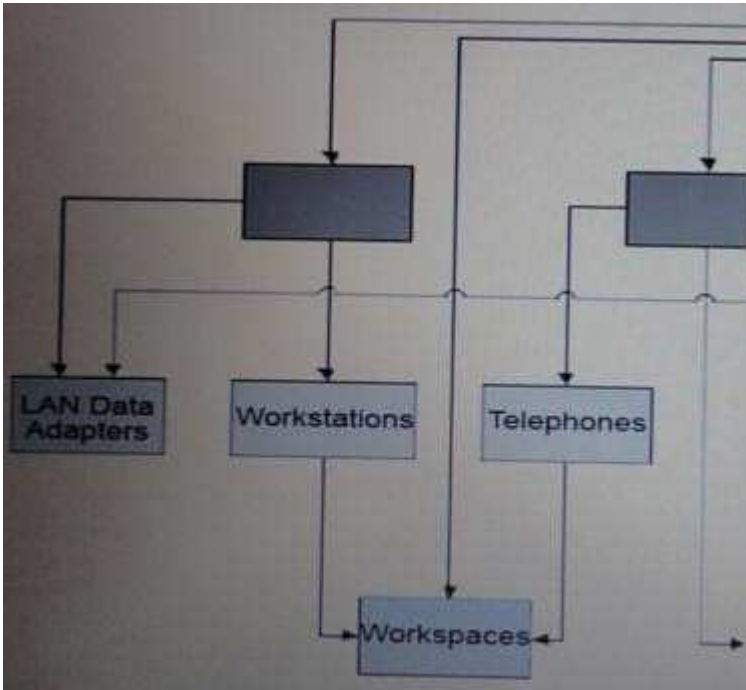 LAN Data
Adapters
Workstations
Telephones
Workspaces